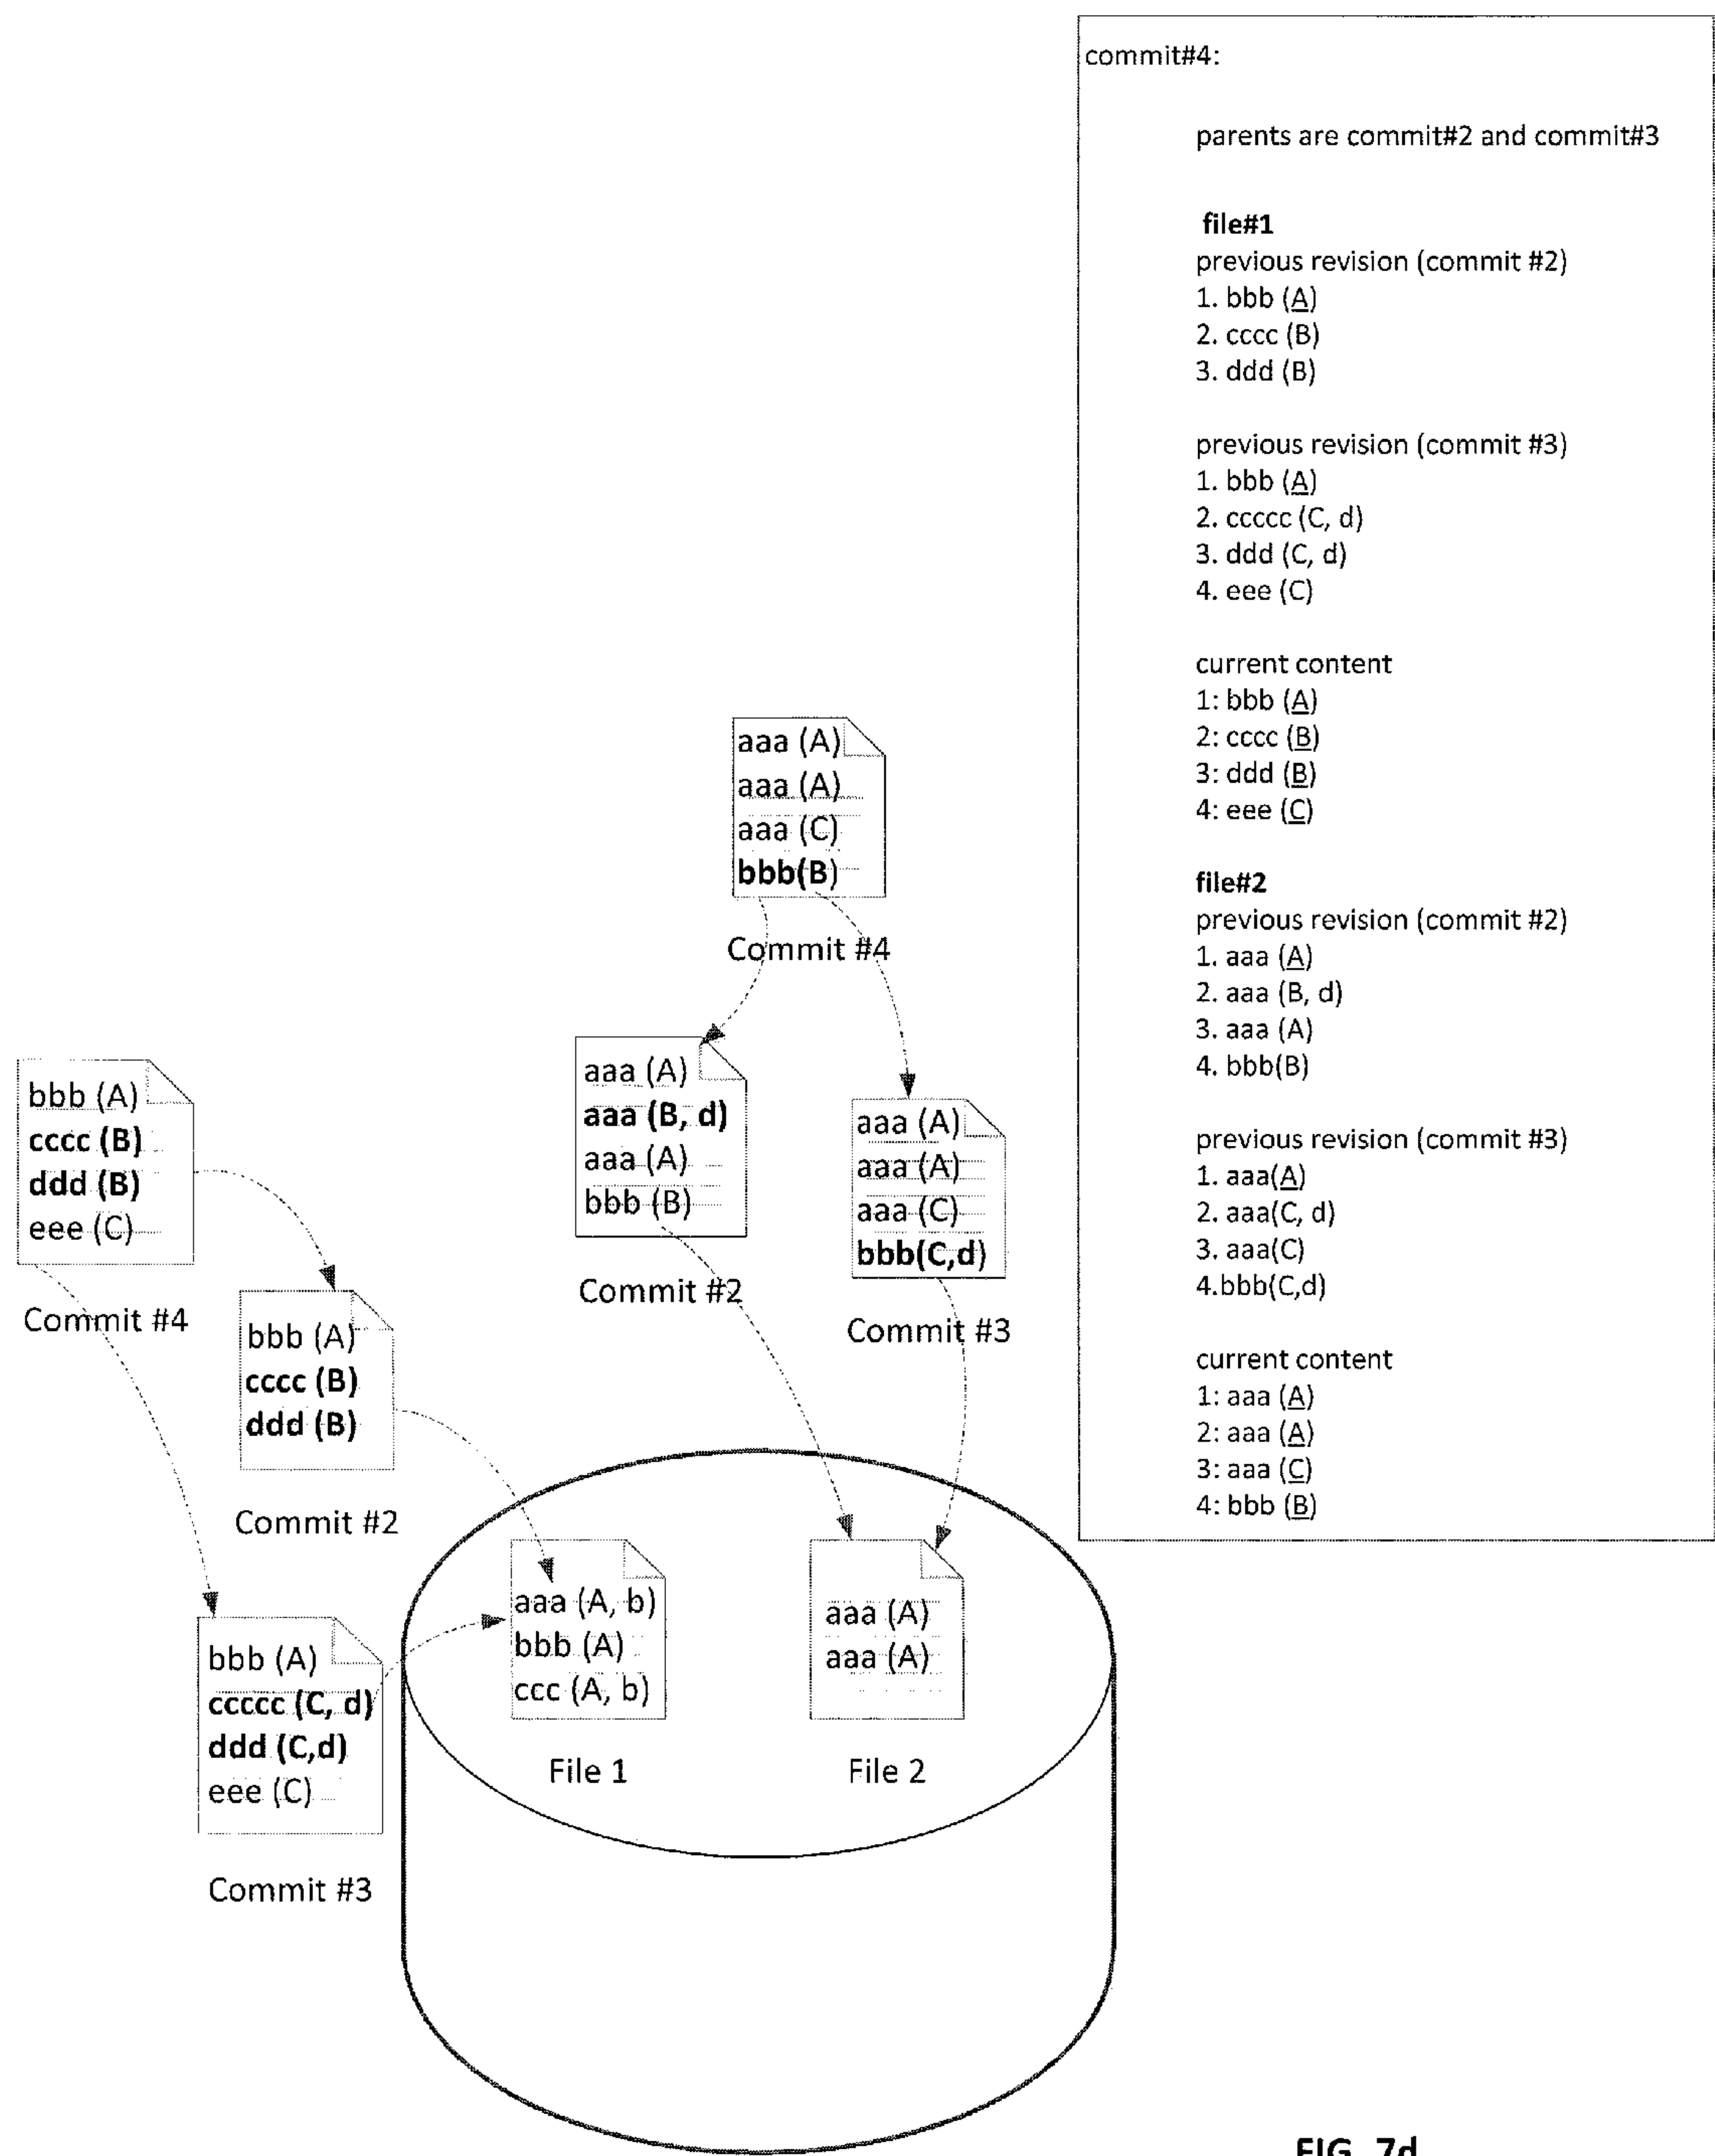 commit#4:
parents are commit#2 and commit#3
file#1
previous revision (commit #2)
1. bbb (A)
2. cccc (B)
3. ddd (B)
previous revision (commit #3)
1. bbb (A)
2. ccccc (C, d)
3. ddd (C, d)
4. eee (C)
current content
1: bbb (A)
2: cccc (B)
3: ddd (B)
4: eee (C)
file#2
previous revision (commit #2)
1. aaa (A)
2. aaa (B, d)
3. aaa (A)
4. bbb(B)
previous revision (commit #3)
1. aaa(A)
2. aaa(C, d)
3. aaa(C)
4.bbb(C,d)
current content
1: aaa (A)
2: aaa (A)
3: aaa (C)
4: bbb (B)
aaa (A)
aaa (A)
aaa (C)
bbb(B)
Commit #4
aaa (A)
aaa (B, d)
aaa (A)
bbb (B)
Commit #2
aaa (A)
aaa (A)
aaa (C)
bbb(C,d)
Commit #3
bbb (A)
cccc (B)
ddd (B)
eee (C)
Commit #4
bbb (A)
cccc (B)
ddd (B)
Commit #2
bbb (A)
ccccc (C, d)
ddd (C,d)
eee (C)
Commit #3
aaa (A, b)
bbb (A)
ccc (A, b)
File 1
aaa (A)
aaa (A)
File 2
FIG. 7d